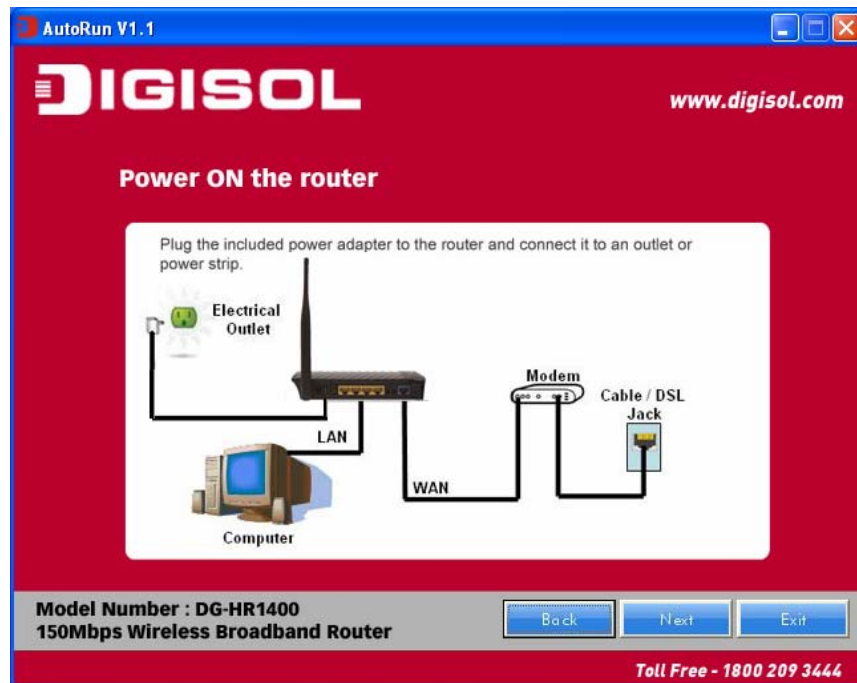 AutoRun V1.1
DIGISOL
www.digisol.com
Power ON the router
Plug the included power adapter to the router and connect it to an outlet or
power strip.
Electrical
Outlet
Modem
Cable / DSL
Jack
LAN
WAN
Computer
Model Number : DG-HR1400
150Mbps Wireless Broadband Router
Back
Next
Exit
Toll Free - 1800 209 3444